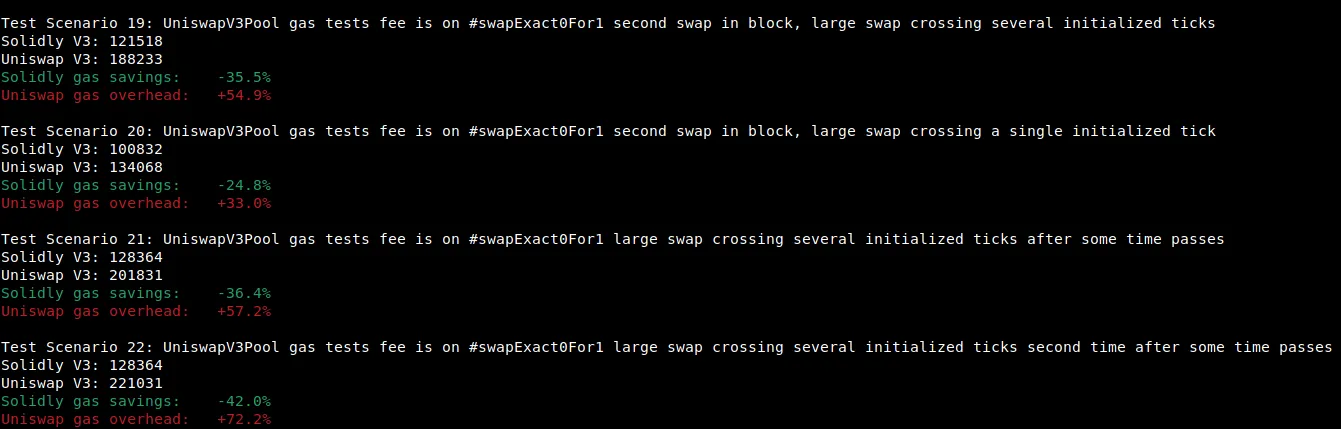 Test Scenario 19: UniswapV3Pool gas tests fee is on #swapExact0For1 second swap in block, large swap crossing several initialized ticks
Solidly V3: 121518
Uniswap V3: 188233
Solidly gas savings:    -35.5%
Uniswap gas overhead:   +54.9%
Test Scenario 20: UniswapV3Pool gas tests fee is on #swapExact0For1 second swap in block, large swap crossing a single initialized tick
Solidly V3: 100832
Uniswap V3: 134068
Solidly gas savings:    -24.8%
Uniswap gas overhead:   +33.0%
Test Scenario 21: UniswapV3Pool gas tests fee is on #swapExact0For1 large swap crossing several initialized ticks after some time passes
Solidly V3: 128364
Uniswap V3: 201831
Solidly gas savings:    -36.4%
Uniswap gas overhead:   +57.2%
Test Scenario 22: UniswapV3Pool gas tests fee is on #swapExact0For1 large swap crossing several initialized ticks second time after some time passes
Solidly V3: 128364
Uniswap V3: 221031
Solidly gas savings:    -42.0%
Uniswap gas overhead:   +72.2%